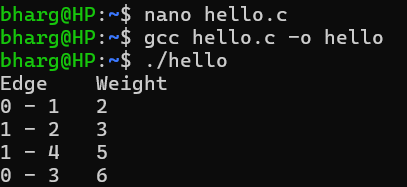 bharg@HP:~$ nano hello.c
bharg@HP:~$ gcc hello.c -o hello
bharg@HP:~$ ./hello
Edge    Weight
0 - 1   2
1 - 2   3
1 - 4   5
0 - 3   6